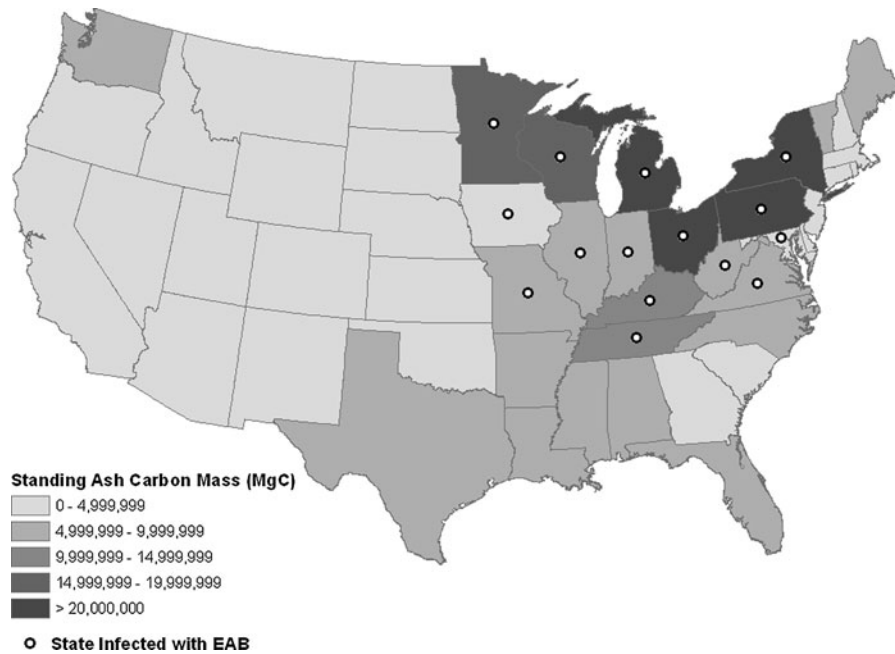 Standing Ash Carbon Mass (MgC)
0 - 4,999,999
4,999,999 - 9,999,999
9,999,999 - 14,999,999
14,999,999 - 19,999,999
> 20,000,000
State Infected with EAB